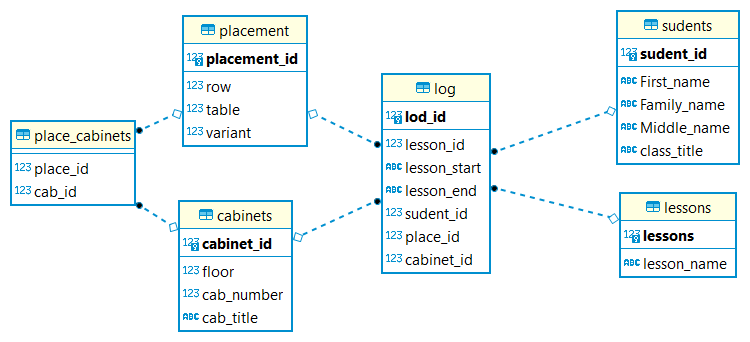 placement
123 placement_id
123 row
123 table
123 variant
place_cabinets
123 place_id
123 cab_id
cabinets
123 cabinet_id
123 floor
123 cab_number
ABC cab_title
log
123 lod_id
123 lesson_id
ABC lesson_start
ABC lesson_end
123 sudent_id
123 place_id
123 cabinet_id
sudents
123 sudent_id
ABC First_name
ABC Family_name
ABC Middle_name
ABC class_title
lessons
123 lessons
ABC lesson_name